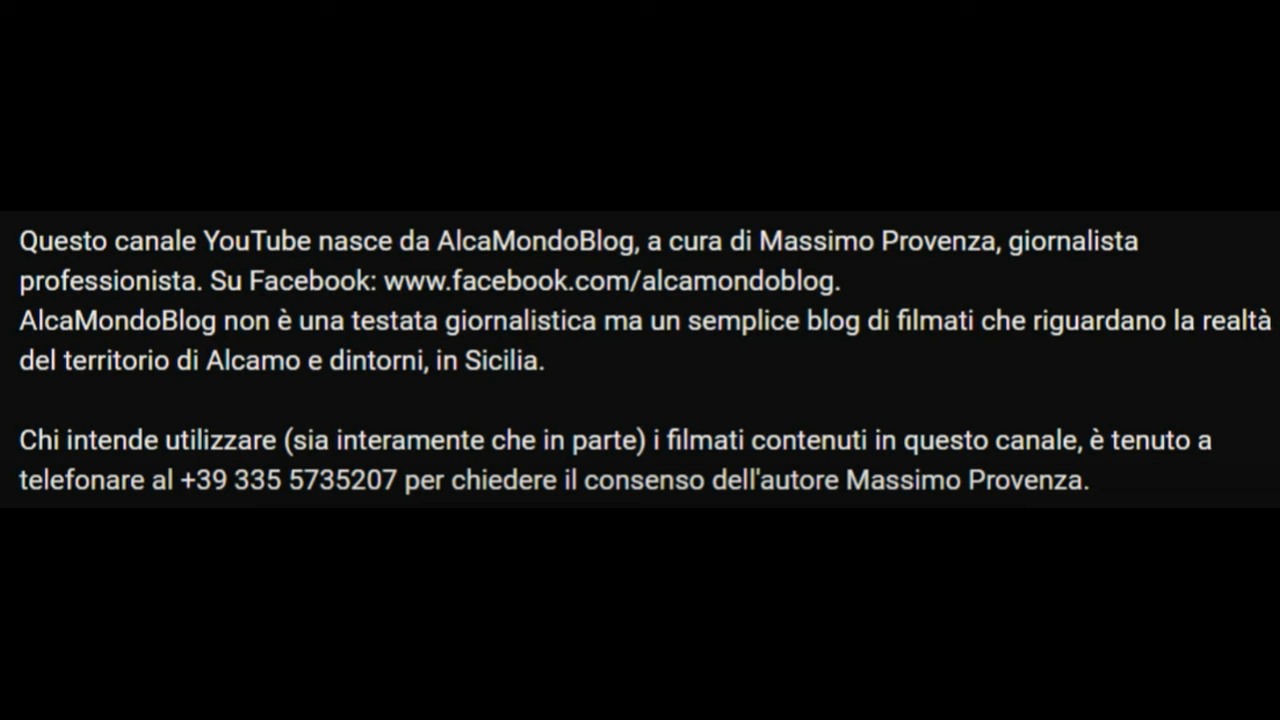 Questo canale YouTube nasce da AlcaMondoBlog, a cura di Massimo Provenza, giornalista
professionista. Su Facebook: www.facebook.com/alcamondoblog.
AlcaMondoBlog non è una testata giornalistica ma un semplice blog di filmati che riguardano la realtà
del territorio di Alcamo e dintorni, in Sicilia.
Chi intende utilizzare (sia interamente che in parte) i filmati contenuti in questo canale, è tenuto a
telefonare al +39 335 5735207 per chiedere il consenso dell'autore Massimo Provenza.